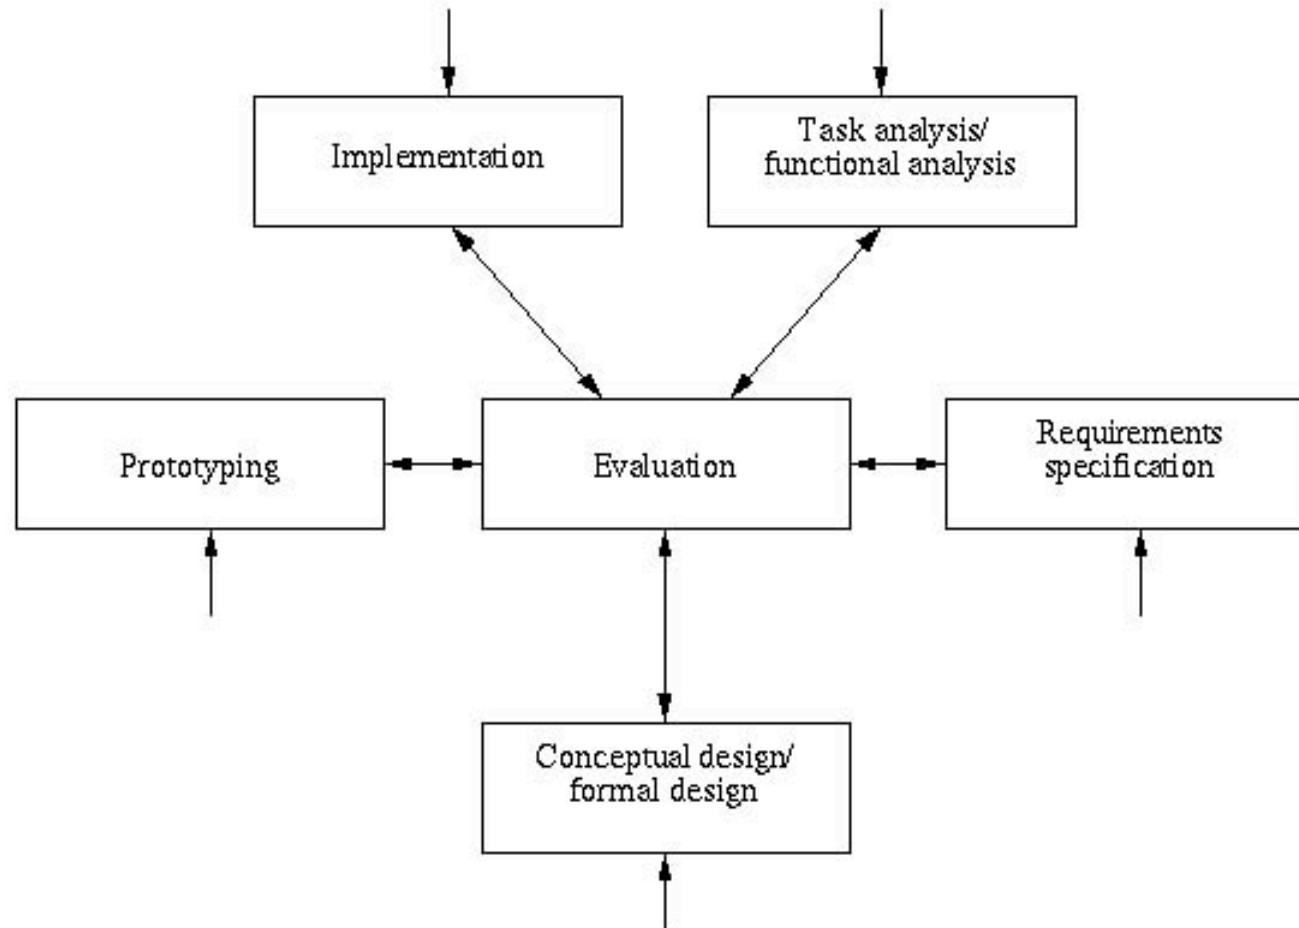 Implementation
Task analysis/
functional analysis
Prototyping
Evaluation
Requirements
specification
Conceptual design/
formal design